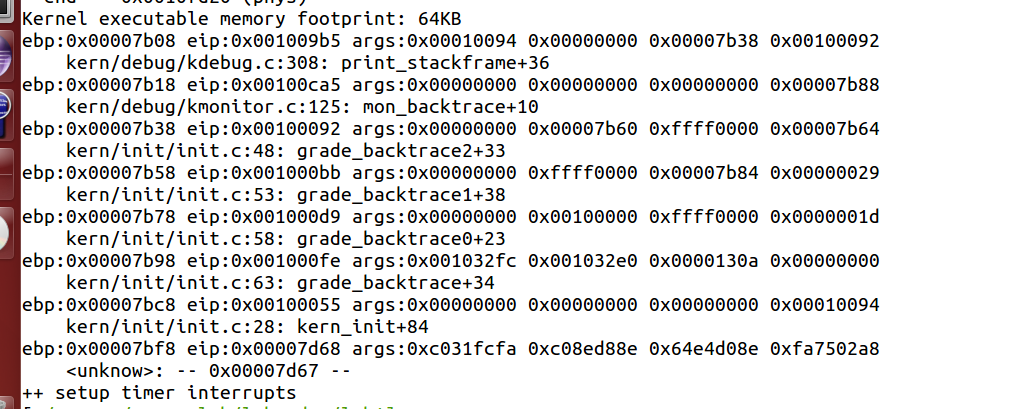 Kernel executable memory footprint: 64KB
ebp:0x00007b08 eip:0x001009b5 args:0x00010094 0x00000000 0x00007b38 0x00100092
    kern/debug/kdebug.c:308: print_stackframe+36
ebp:0x00007b18 eip:0x00100ca5 args:0x00000000 0x00000000 0x00000000 0x00007b88
    kern/debug/kmonitor.c:125: mon_backtrace+10
ebp:0x00007b38 eip:0x00100092 args:0x00000000 0x00007b60 0xffff0000 0x00007b64
    kern/init/init.c:48: grade_backtrace2+33
ebp:0x00007b58 eip:0x001000bb args:0x00000000 0xffff0000 0x00007b84 0x00000029
    kern/init/init.c:53: grade_backtrace1+38
ebp:0x00007b78 eip:0x001000d9 args:0x00000000 0x00100000 0xffff0000 0x0000001d
    kern/init/init.c:58: grade_backtrace0+23
ebp:0x00007b98 eip:0x001000fe args:0x001032fc 0x001032e0 0x0000130a 0x00000000
    kern/init/init.c:63: grade_backtrace+34
ebp:0x00007bc8 eip:0x00100055 args:0x00000000 0x00000000 0x00000000 0x00010094
    kern/init/init.c:28: kern_init+84
ebp:0x00007bf8 eip:0x00007d68 args:0xc031fcfa 0xc08ed88e 0x64e4d08e 0xfa7502a8
    <unknow>: -- 0x00007d67 --
++ setup timer interrupts